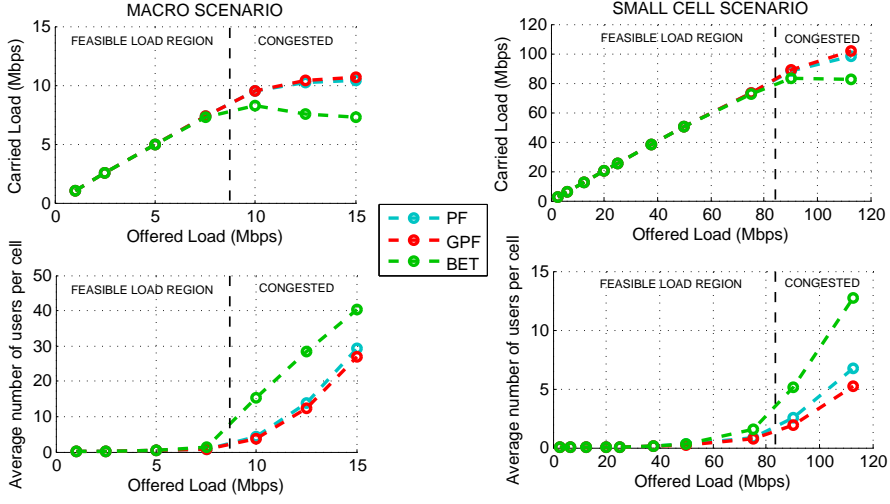 MACRO SCENARIO
15
10
5
0
FEASIBLE LOAD REGION
CONGESTED
Carried Load (Mbps)
0
5
10
15
Offered Load (Mbps)
SMALL CELL SCENARIO
120
100
80
60
40
20
0
FEASIBLE LOAD REGION
CONGESTED
Carried Load (Mbps)
0
20
40
60
80
100
120
Offered Load (Mbps)
PF
GPF
BET
50
40
30
20
10
0
FEASIBLE LOAD REGION
CONGESTED
Average number of users per cell
0
5
10
15
Offered Load (Mbps)
15
10
5
0
FEASIBLE LOAD REGION
CONGESTED
Average number of users per cell
0
20
40
60
80
100
120
Offered Load (Mbps)